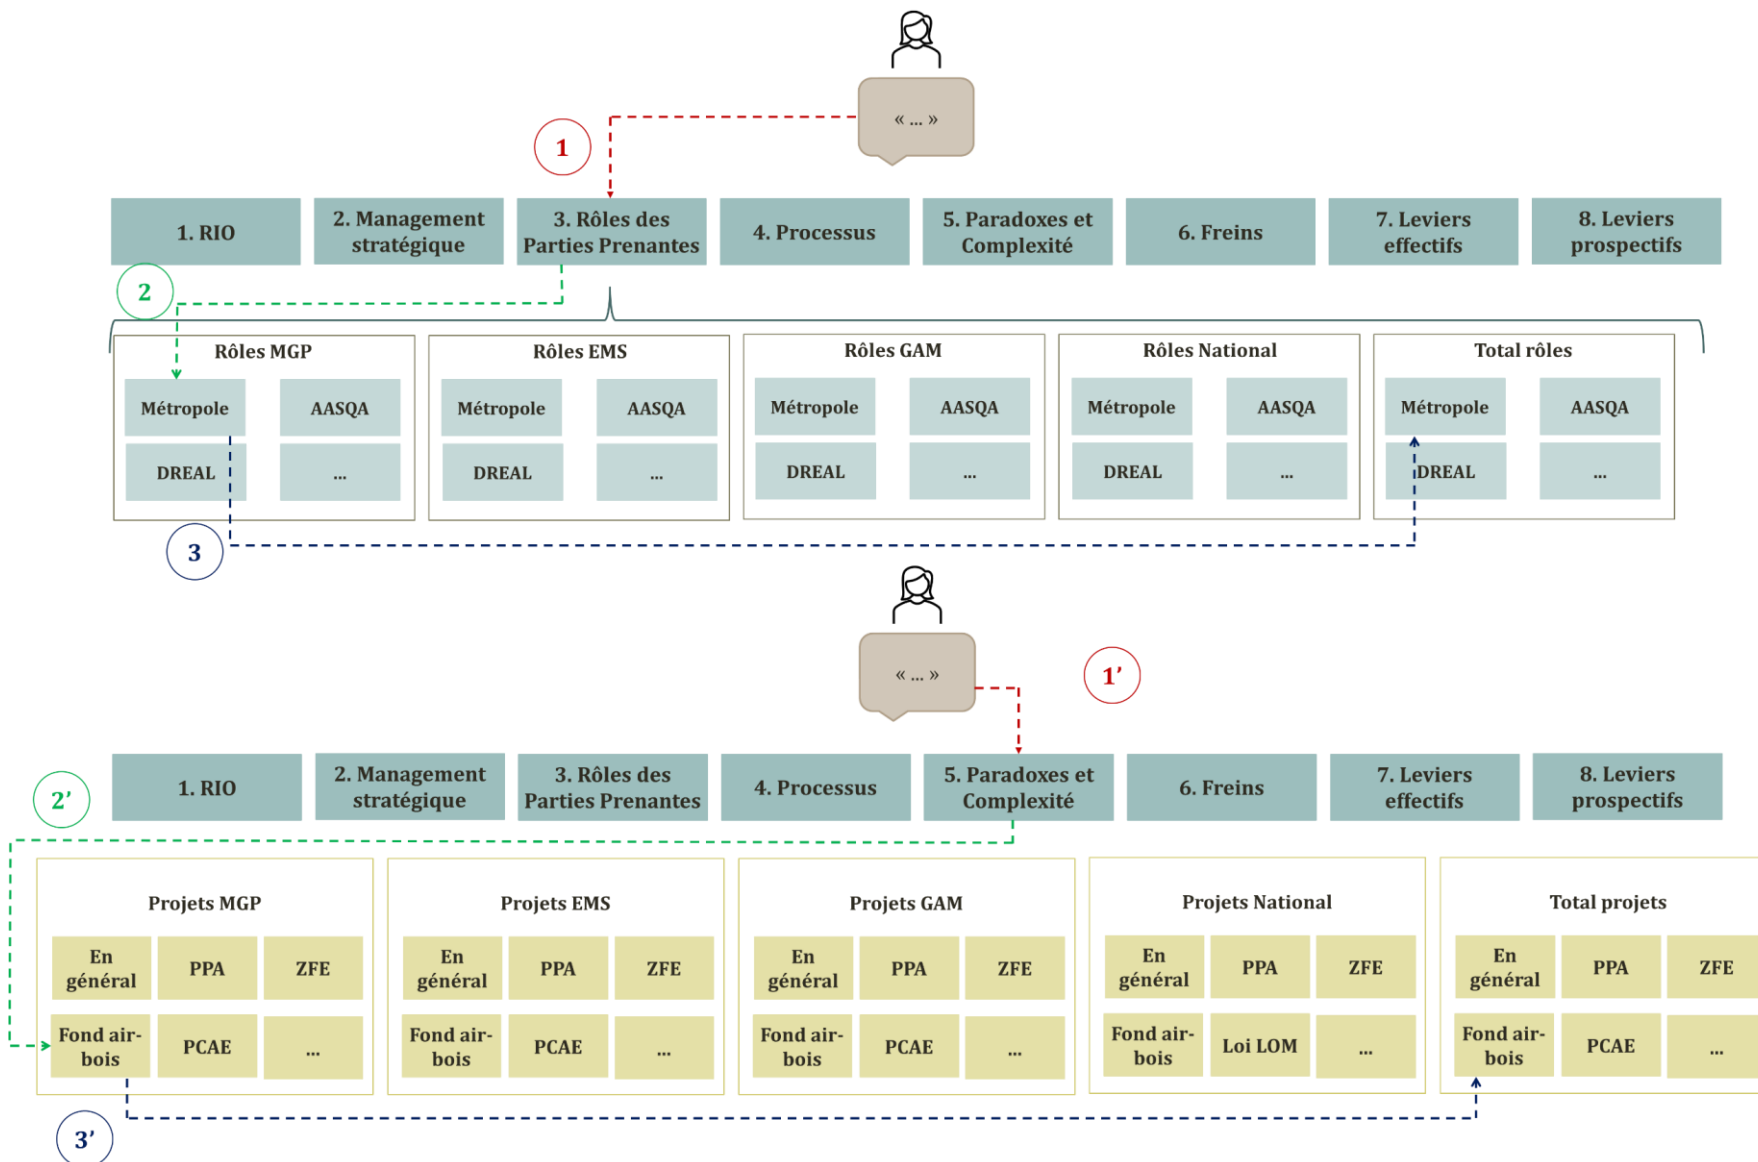 « ... »
1
1. RIO
2. Management
stratégique
3. Rôles des
Parties Prenantes
4. Processus
5. Paradoxes et
Complexité
6. Freins
7. Leviers
effectifs
8. Leviers
prospectifs
2
Rôles MGP
Métropole
AASQA
DREAL
...
Rôles EMS
Métropole
AASQA
DREAL
...
Rôles GAM
Métropole
AASQA
DREAL
...
Rôles National
Métropole
AASQA
DREAL
...
Total rôles
Métropole
AASQA
DREAL
...
3
« ... »
1’
1. RIO
2. Management
stratégique
3. Rôles des
Parties Prenantes
4. Processus
5. Paradoxes et
Complexité
6. Freins
7. Leviers
effectifs
8. Leviers
prospectifs
2’
Projets MGP
En
général
PPA
ZFE
Fond air-
bois
PCAE
...
Projets EMS
En
général
PPA
ZFE
Fond air-
bois
PCAE
...
Projets GAM
En
général
PPA
ZFE
Fond air-
bois
PCAE
...
Projets National
En
général
PPA
ZFE
Fond air-
bois
Loi LOM
...
Total projets
En
général
PPA
ZFE
Fond air-
bois
PCAE
...
3’